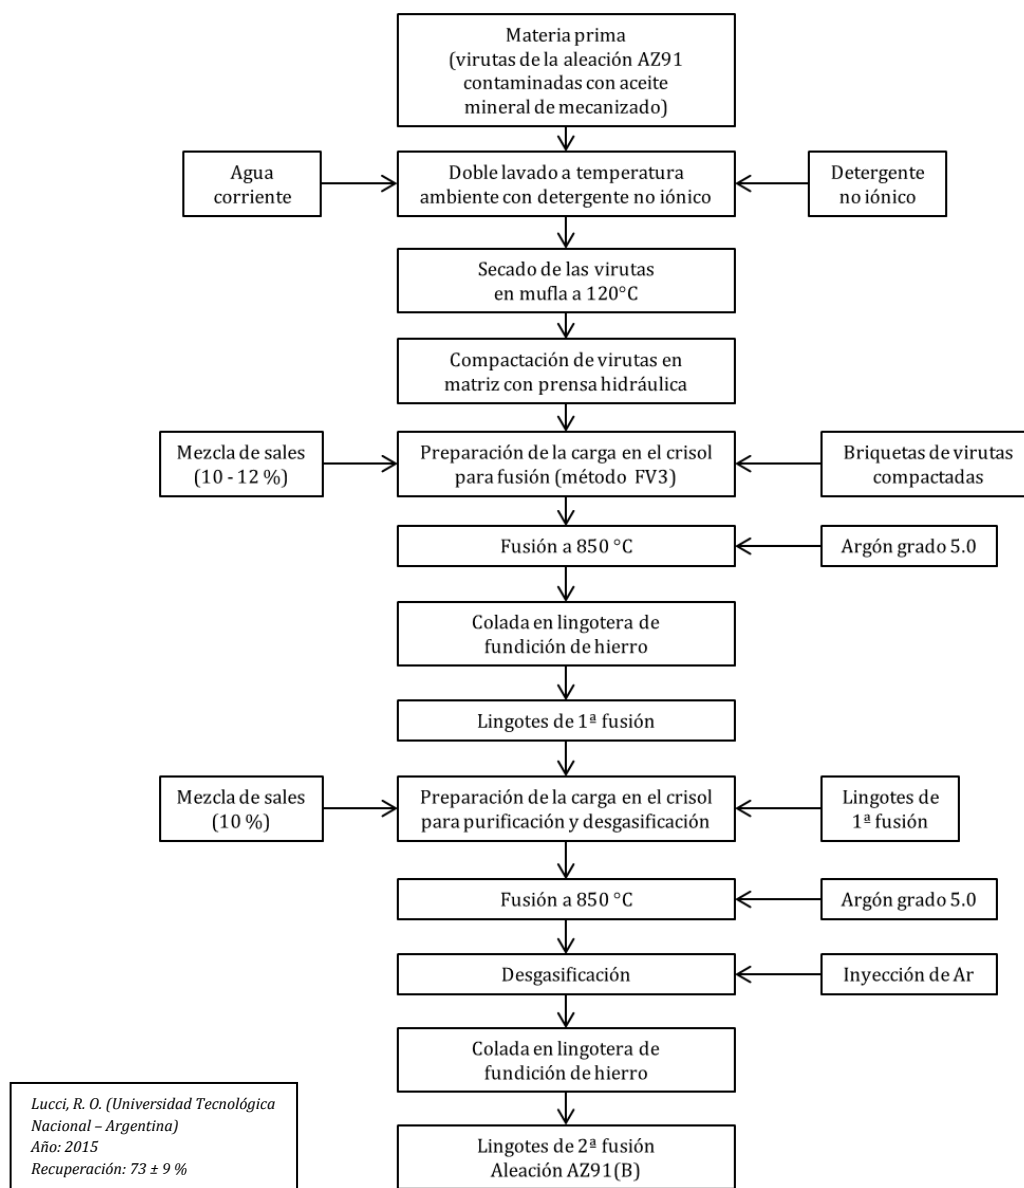 Materia prima
(virutas de la aleación AZ91
contaminadas con aceite
mineral de mecanizado)
Agua
corriente
Doble lavado a temperatura
ambiente con detergente no iónico
Detergente
no iónico
Secado de las virutas
en mufla a 120°C
Compactación de virutas en
matriz con prensa hidráulica
Mezcla de sales
(10 - 12 %)
Preparación de la carga en el crisol
para fusión (método FV3)
Briquetas de virutas
compactadas
Fusión a 850 °C
Argón grado 5.0
Colada en lingotera de
fundición de hierro
Lingotes de 1ª fusión
Mezcla de sales
(10 %)
Preparación de la carga en el crisol
para purificación y desgasificación
Lingotes de
1ª fusión
Fusión a 850 °C
Argón grado 5.0
Desgasificación
Inyección de Ar
Colada en lingotera de
fundición de hierro
Lingotes de 2ª fusión
Aleación AZ91(B)
Lucci, R. O. (Universidad Tecnológica
Nacional – Argentina)
Año: 2015
Recuperación: 73 ± 9 %